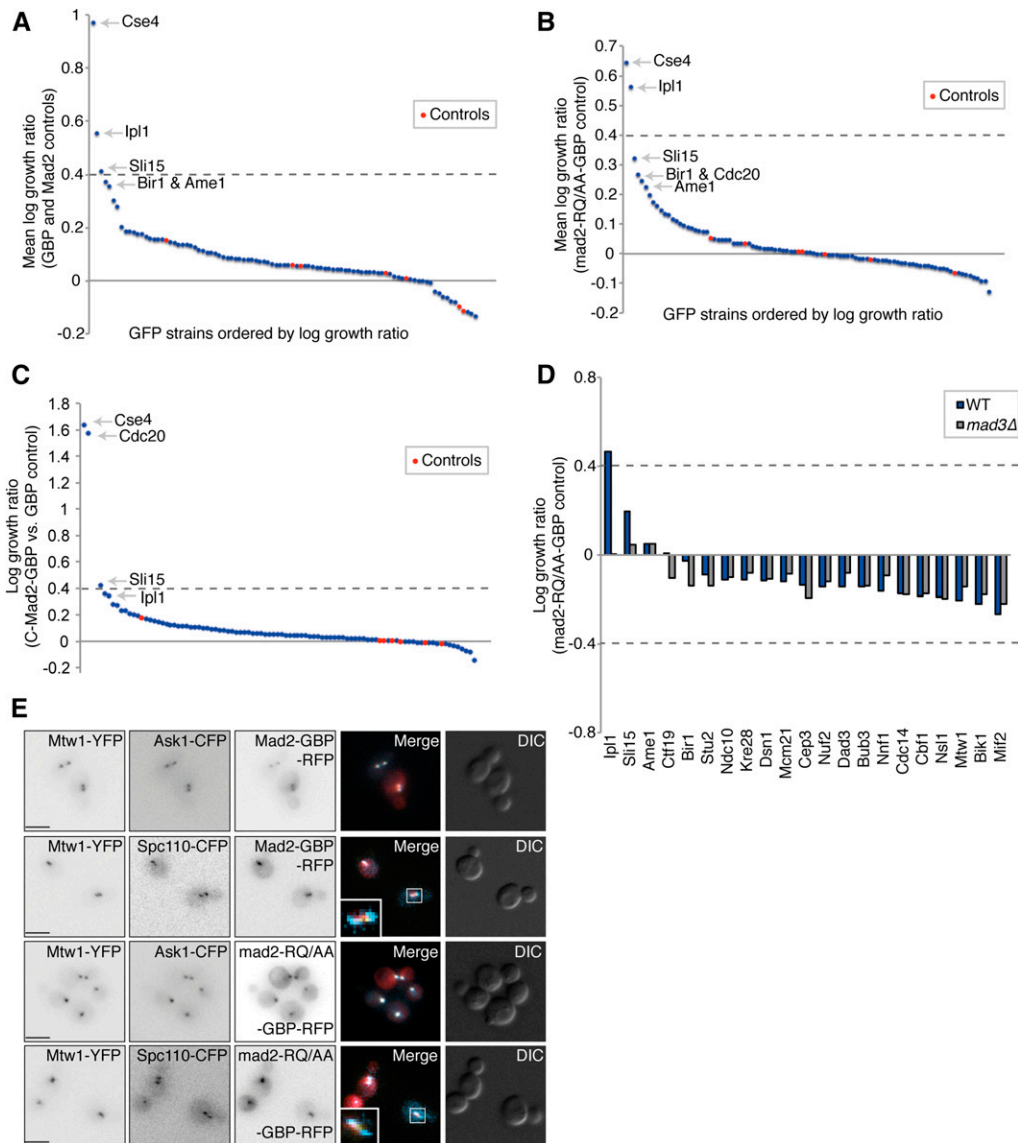 A
Mean log growth ratio
(GBP and Mad2 controls)
1
0.8
0.6
0.4
0.2
0
-0.2
Cse4
Ipl1
Sli15
Bir1 & Ame1
Controls
GFP strains ordered by log growth ratio
B
Mean log growth ratio
(mad2-RQ/AA-GBP control)
0.7
0.6
0.5
0.4
0.3
0.2
0.1
0
-0.1
-0.2
Cse4
Ipl1
Sli15
Bir1 & Cdc20
Ame1
Controls
GFP strains ordered by log growth ratio
C
Log growth ratio
(C-Mad2-GBP vs. GBP control)
1.8
1.6
1.4
1.2
1.0
0.8
0.6
0.4
0.2
0
-0.2
Cse4
Cdc20
Sli15
Ipl1
Controls
D
Log growth ratio
(mad2-RQ/AA-GBP control)
0.8
0.4
0
-0.4
-0.8
WT
mad3Δ
Ipl1
Sli15
Ame1
Ctf19
Bir1
Stu2
Ndc10
Kre28
Dsn1
Mcm21
Cep3
Nuf2
Dad3
Bub3
Nnf1
Cdc14
Cbf1
Nsl1
Mtw1
Bik1
Mif2
E
Mtw1-YFP
Ask1-CFP
Mad2-GBP
-RFP
Merge
DIC
Mtw1-YFP
Spc110-CFP
Mad2-GBP
-RFP
Merge
DIC
Mtw1-YFP
Ask1-CFP
mad2-RQ/AA
-GBP-RFP
Merge
DIC
Mtw1-YFP
Spc110-CFP
mad2-RQ/AA
-GBP-RFP
Merge
DIC